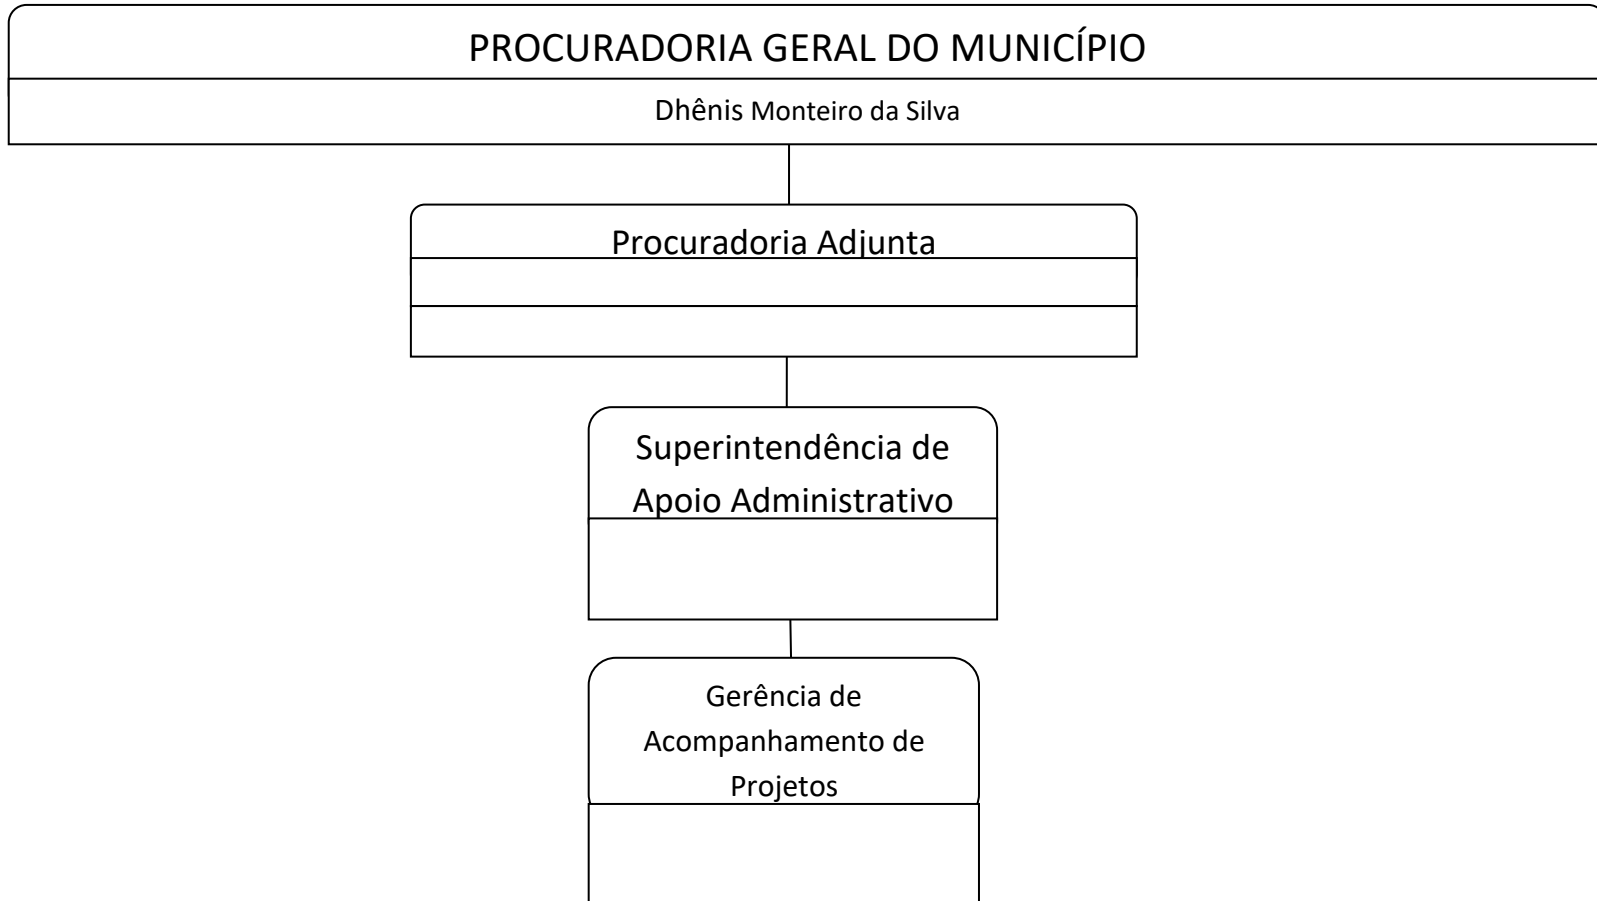 PROCURADORIA GERAL DO MUNICÍPIO
Dhênis Monteiro da Silva
Procuradoria Adjunta
Superintendência de
Apoio Administrativo
Gerência de
Acompanhamento de
Projetos